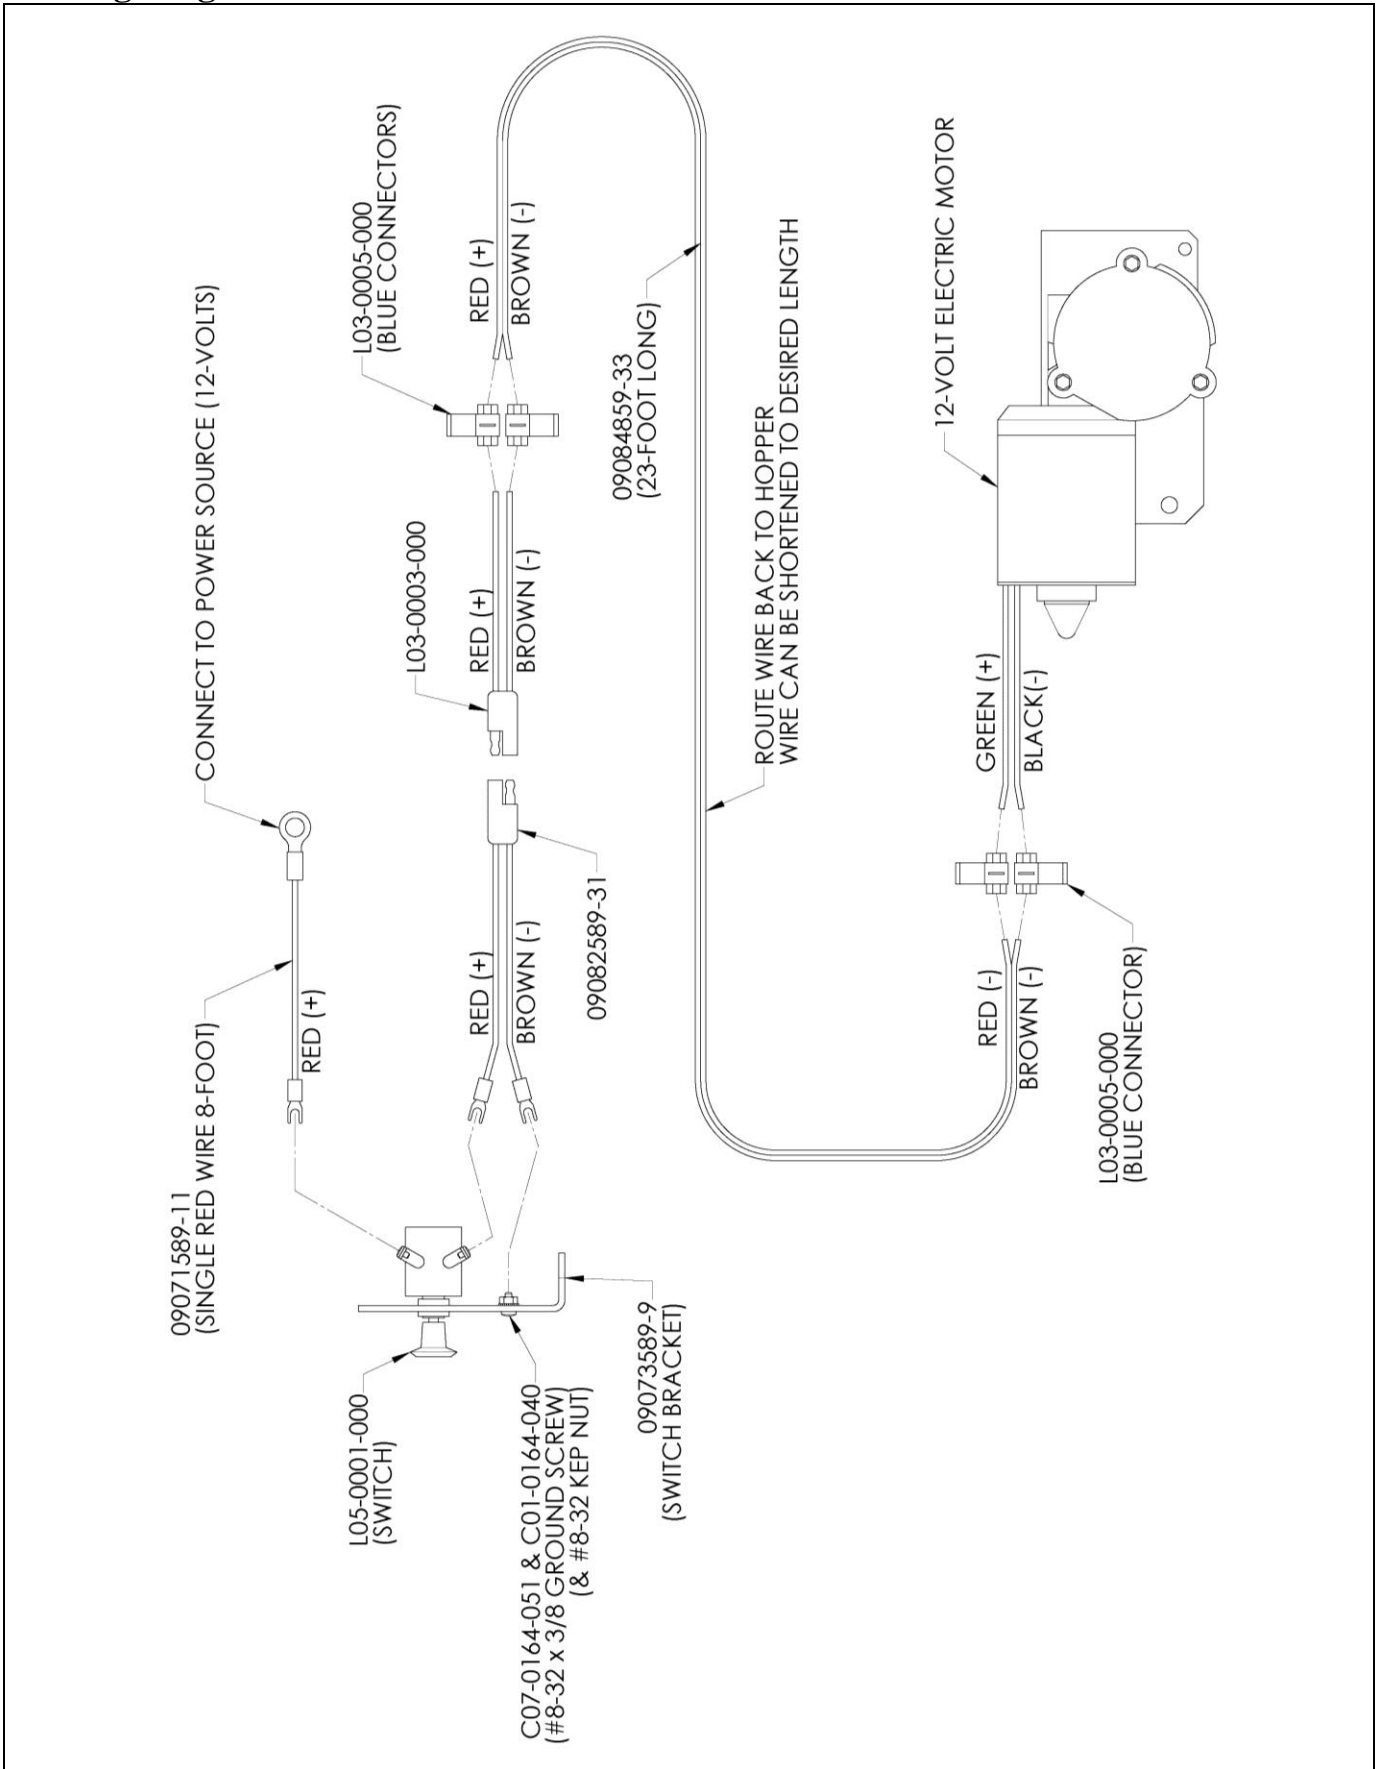 CONNECT TO POWER SOURCE (12-VOLTS)
09071589-11
(SINGLE RED WIRE 8-FOOT)
RED (+)
L05-0001-000
(SWITCH)
C07-0164-051 & C01-0164-040
(#8-32 x 3/8 GROUND SCREW)
(& #8-32 KEP NUT)
09073589-9
(SWITCH BRACKET)
RED (+)
BROWN (-)
09082589-31
L03-0003-000
RED (+)
BROWN (-)
L03-0005-000
(BLUE CONNECTORS)
RED (+)
BROWN (-)
09084859-33
(23-FOOT LONG)
ROUTE WIRE BACK TO HOPPER
WIRE CAN BE SHORTENED TO DESIRED LENGTH
RED (-)
BROWN (-)
L03-0005-000
(BLUE CONNECTOR)
GREEN (+)
BLACK(-)
12-VOLT ELECTRIC MOTOR